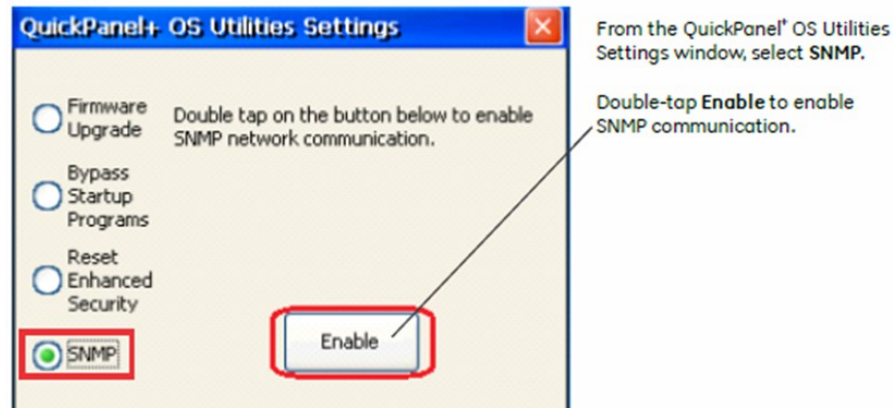 QuickPanel+ OS Utilities Settings
Firmware
Upgrade
Double tap on the button below to enable
SNMP network communication.
Bypass
Startup
Programs
Reset
Enhanced
Security
SNMP
Enable
From the QuickPanel⁺ OS Utilities
Settings window, select SNMP.
Double-tap Enable to enable
SNMP communication.